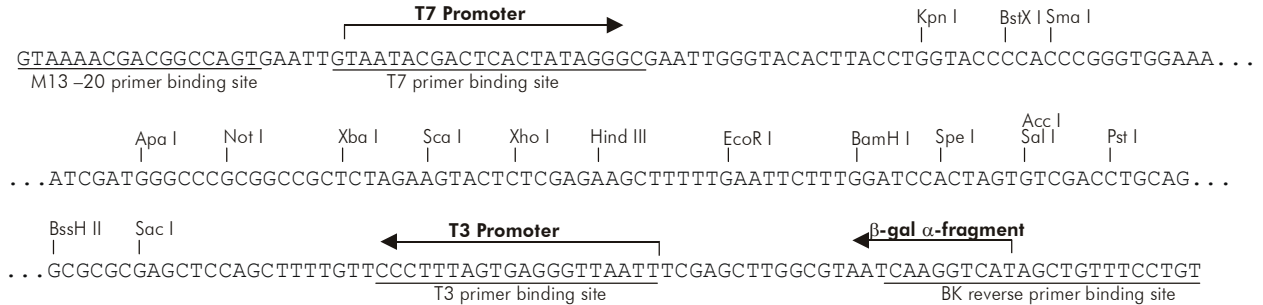 T7 Promoter
Kpn I BstX I Sma I
GTAAAACGACGGCCAGTGAATTGTAATACGACTCACTATAGGGCGAATTGGGTACACTTACCTGGTACCCCACCCGGGTGGAAA...
M13 –20 primer binding site T7 primer binding site
Acc I
Apa I Not I Xba I Sca I Xho I Hind III EcoR I BamH I Spe I Sal I Pst I
...ATCGATGGGCCCGCGGCCGCTCTAGAAGTACTCTCGAGAAGCTTTTTGAATTCTTTGGATCCACTAGTGTCGACCTGCAG...
BssH II Sac I T3 Promoter β-gal α-fragment
...GCGCGCGAGCTCCAGCTTTTGTTCCCTTTAGTGAGGGTTAATTTCGAGCTTGGCGTAATCAAGGTCATAGCTGTTTCCTGT
T3 primer binding site BK reverse primer binding site